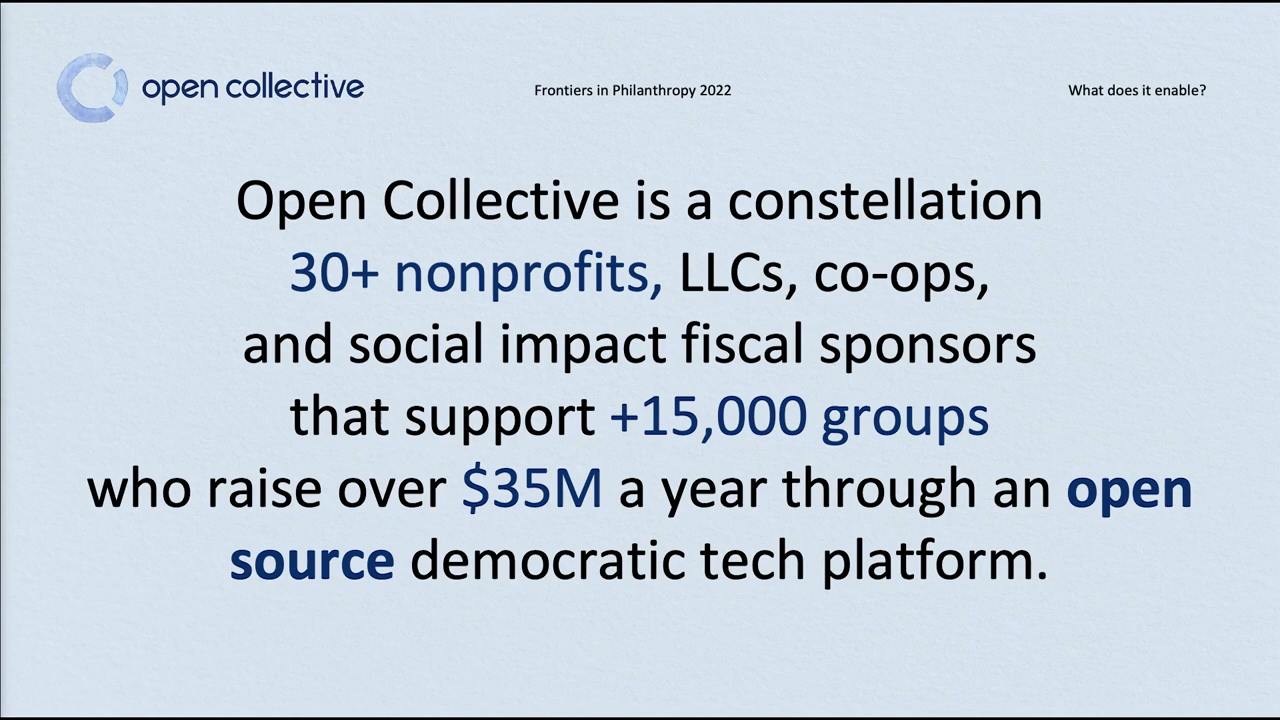 open collective
Frontiers in Philanthropy 2022
What does it enable?
Open Collective is a constellation
30+ nonprofits, LLCs, co-ops,
and social impact fiscal sponsors
that support +15,000 groups
who raise over $35M a year through an open
source democratic tech platform.